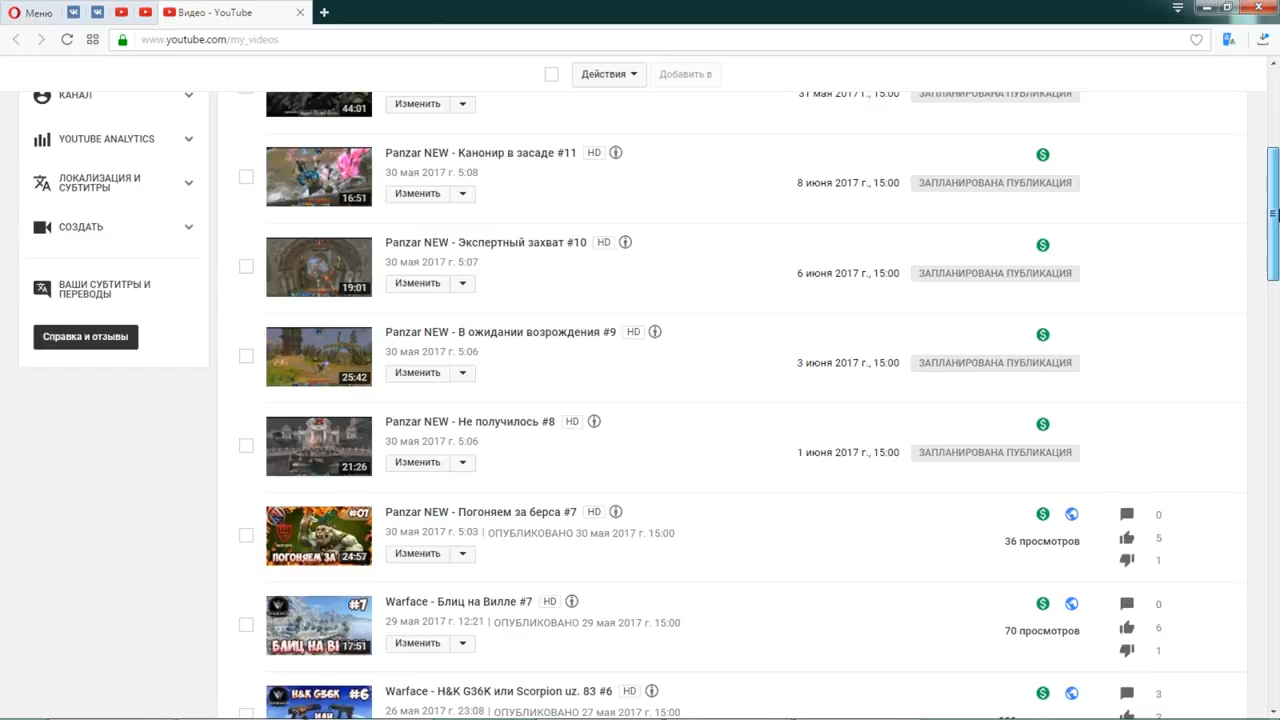 Меню
Видео - YouTube
www.youtube.com/my_videos
Действия
Добавить в
КАНАЛ
YOUTUBE ANALYTICS
ЛОКАЛИЗАЦИЯ И
СУБТИТРЫ
СОЗДАТЬ
ВАШИ СУБТИТРЫ И
ПЕРЕВОДЫ
Справка и отзывы
44:01
Изменить
31 мая 2017 г., 15:00
ЗАПЛАНИРОВАНА ПУБЛИКАЦИЯ
16:51
Panzar NEW - Канонир в засаде #11 HD
30 мая 2017 г. 5:08
Изменить
8 июня 2017 г., 15:00
ЗАПЛАНИРОВАНА ПУБЛИКАЦИЯ
19:01
Panzar NEW - Экспертный захват #10 HD
30 мая 2017 г. 5:07
Изменить
6 июня 2017 г., 15:00
ЗАПЛАНИРОВАНА ПУБЛИКАЦИЯ
25:42
Panzar NEW - В ожидании возрождения #9 HD
30 мая 2017 г. 5:06
Изменить
3 июня 2017 г., 15:00
ЗАПЛАНИРОВАНА ПУБЛИКАЦИЯ
21:26
Panzar NEW - Не получилось #8 HD
30 мая 2017 г. 5:06
Изменить
1 июня 2017 г., 15:00
ЗАПЛАНИРОВАНА ПУБЛИКАЦИЯ
#07
ПОГОНЯЕМ ЗА
24:57
Panzar NEW - Погоняем за берса #7 HD
30 мая 2017 г. 5:03 | ОПУБЛИКОВАНО 30 мая 2017 г. 15:00
Изменить
36 просмотров
0
5
1
#7
БЛИЦ НА ВИ
17:51
Warface - Блиц на Вилле #7 HD
29 мая 2017 г. 12:21 | ОПУБЛИКОВАНО 29 мая 2017 г. 15:00
Изменить
70 просмотров
0
6
1
H&K G36K #6
ИЛИ
Warface - H&K G36K или Scorpion uz. 83 #6 HD
26 мая 2017 г. 23:08 | ОПУБЛИКОВАНО 27 мая 2017 г. 15:00
3